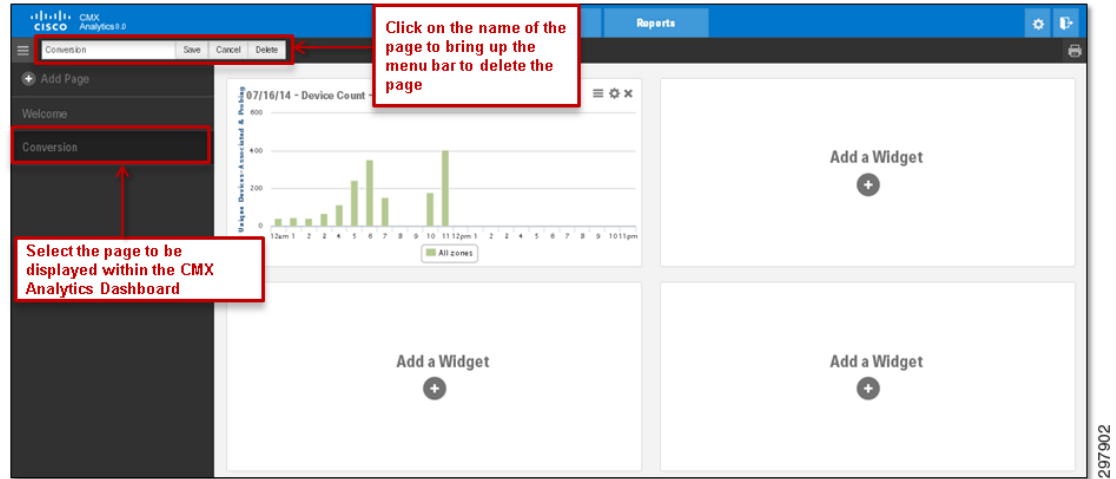 CMX
CISCO Analytics 8.0
Reports
Click on the name of the
page to bring up the
menu bar to delete the
page
Conversion Save Cancel Delete
Add Page
Welcome
Conversion
Select the page to be
displayed within the CMX
Analytics Dashboard
07/16/14 - Device Count -
Unique Devices-Associated & Probing
600
400
200
0
12am 1 2 2 4 5 6 7 8 9 10 11 12pm 1 2 2 4 5 6 7 8 9 10 11pm
All zones
Add a Widget
Add a Widget
Add a Widget
297902